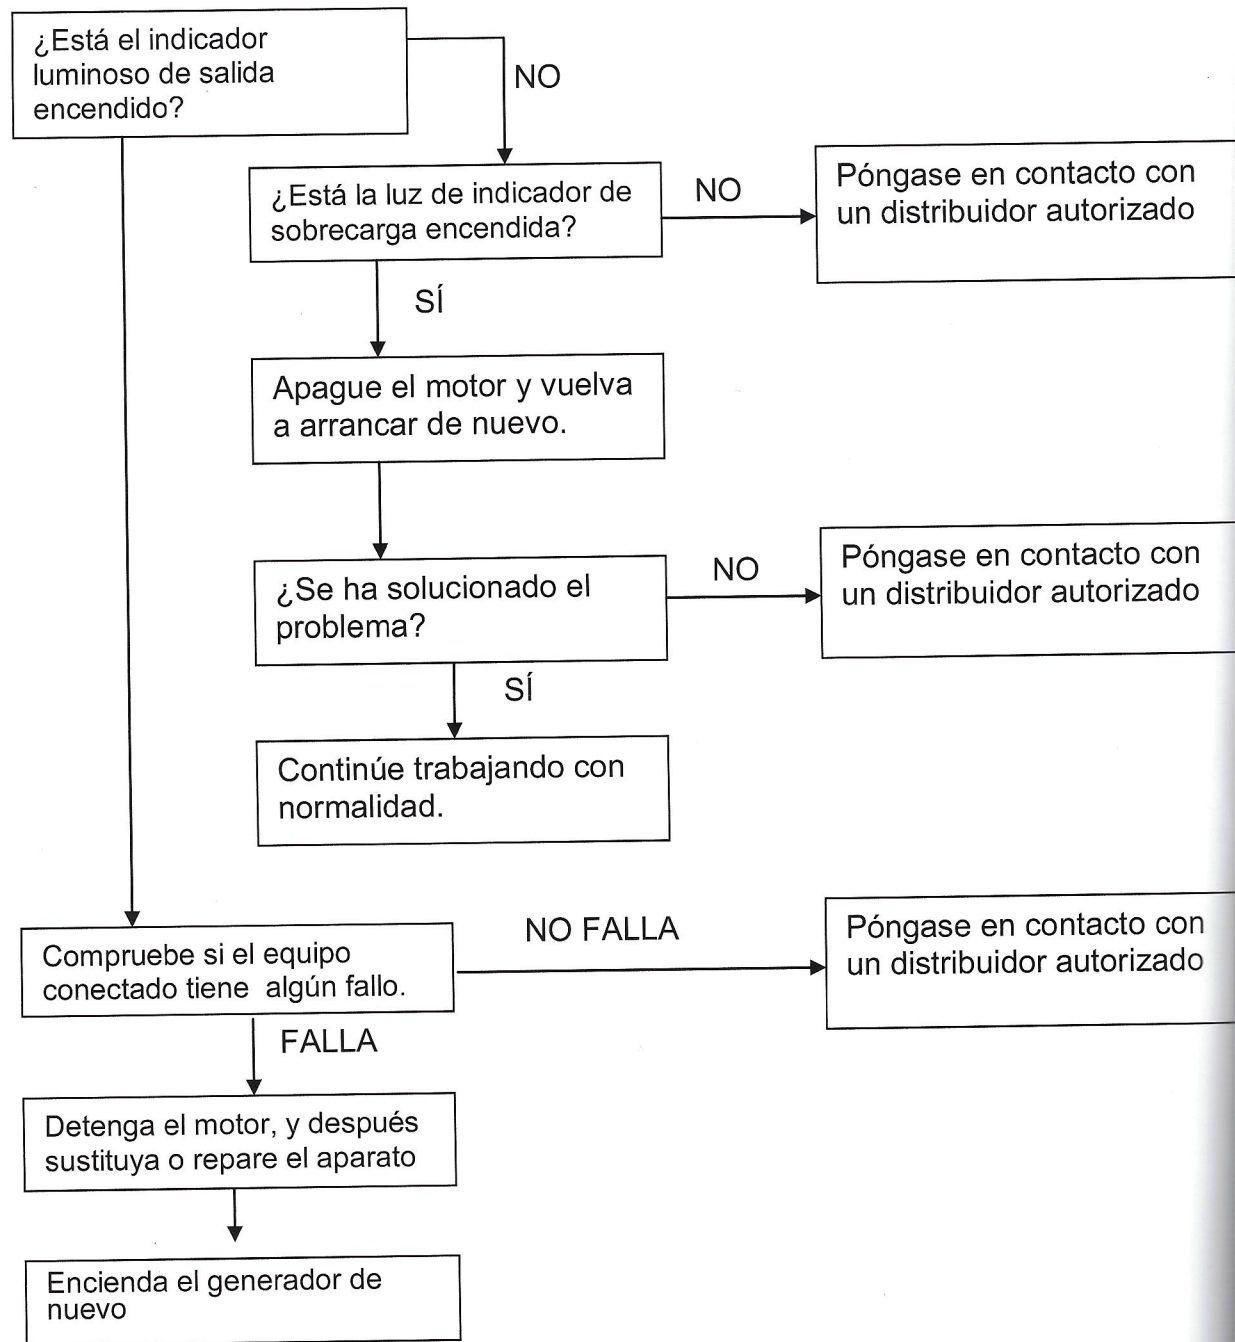 ¿Está el indicador
luminoso de salida
encendido?
NO
¿Está la luz de indicador de
sobrecarga encendida?
NO
Póngase en contacto con
un distribuidor autorizado
SÍ
Apague el motor y vuelva
a arrancar de nuevo.
¿Se ha solucionado el
problema?
NO
Póngase en contacto con
un distribuidor autorizado
SÍ
Continúe trabajando con
normalidad.
Compruebe si el equipo
conectado tiene algún fallo.
NO FALLA
Póngase en contacto con
un distribuidor autorizado
FALLA
Detenga el motor, y después
sustituya o repare el aparato
Encienda el generador de
nuevo